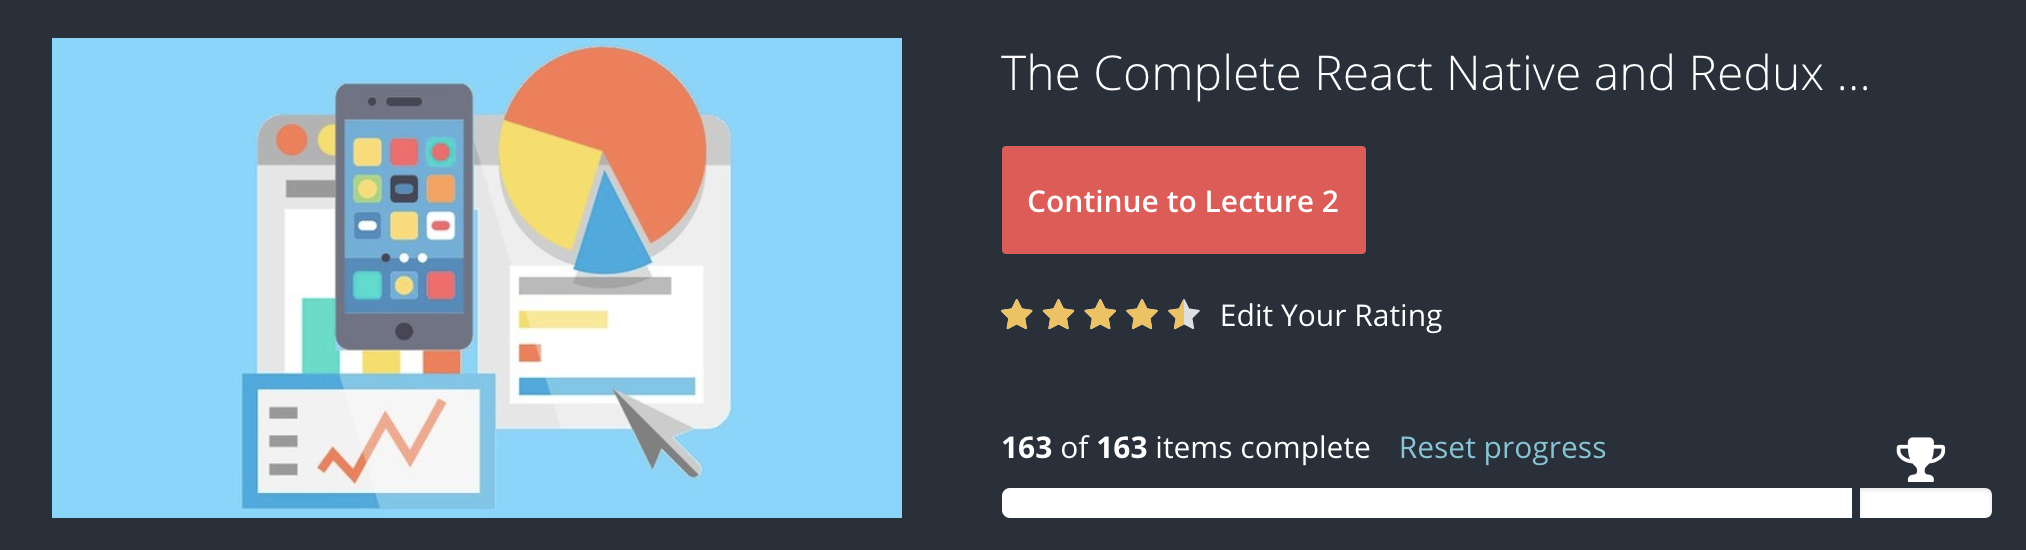 The Complete React Native and Redux ...
Continue to Lecture 2
Edit Your Rating
163 of 163 items complete Reset progress